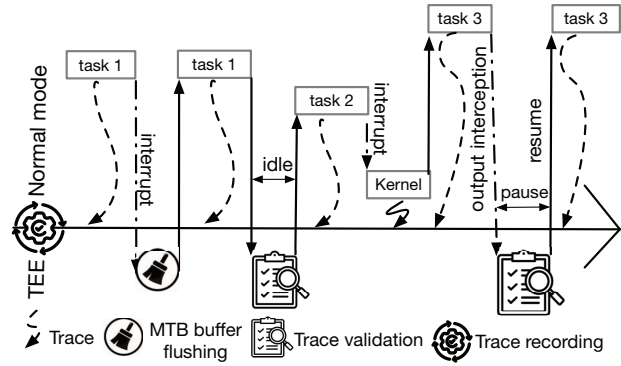 task 3
task 3
task 1
task 1
task 2
Kernel
interrupt
idle
interrupt
output interception
pause
resume
Normal mode
TEE
Trace
MTB buffer
flushing
Trace validation
Trace recording